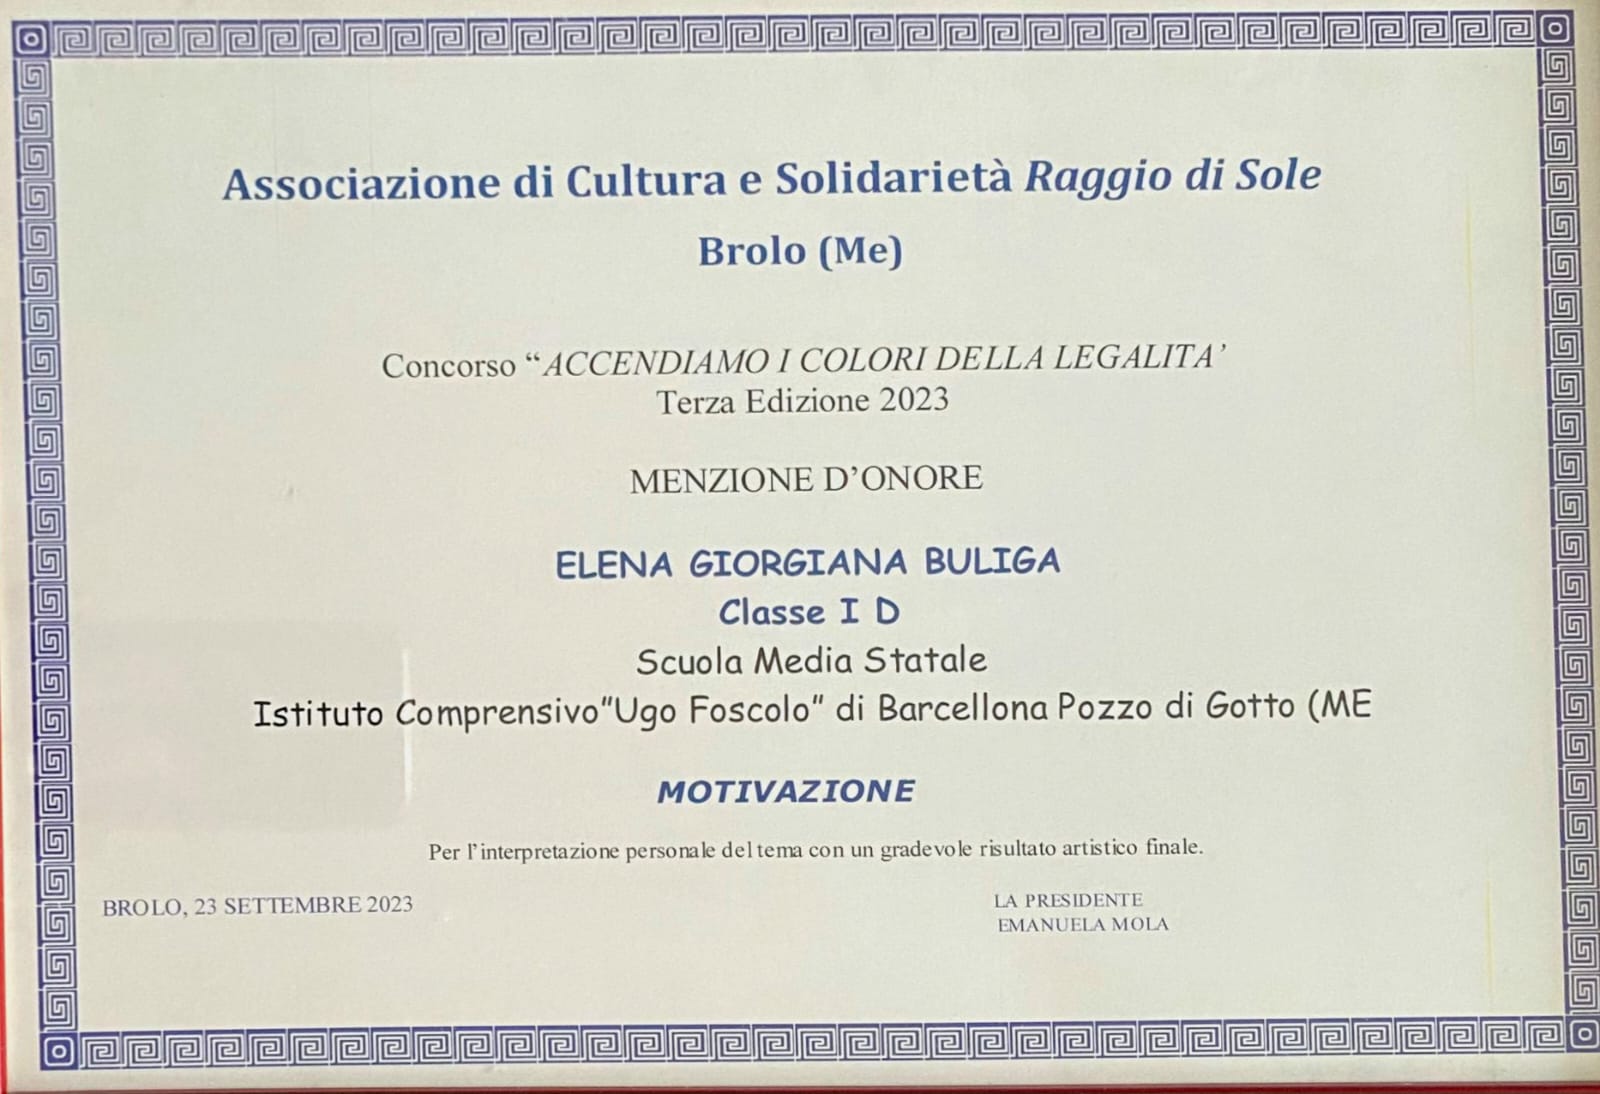 Associazione di Cultura e Solidarietà Raggio di Sole
Brolo (Me)
Concorso “ACCENDIAMO I COLORI DELLA LEGALITA’
Terza Edizione 2023
MENZIONE D’ONORE
ELENA GIORGIANA BULIGA
Classe I D
Scuola Media Statale
Istituto Comprensivo"Ugo Foscolo" di Barcellona Pozzo di Gotto (ME
MOTIVAZIONE
Per l’interpretazione personale del tema con un gradevole risultato artistico finale.
BROLO, 23 SETTEMBRE 2023
LA PRESIDENTE
EMANUELA MOLA